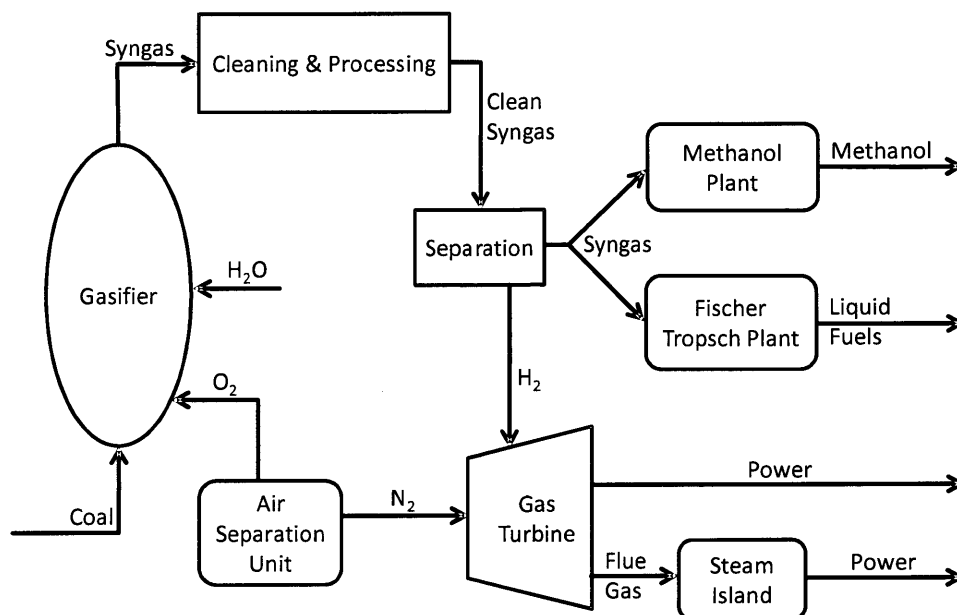 Syngas
Cleaning & Processing
Clean
Syngas
Methanol
Plant
Methanol
Separation
Syngas
H₂O
Gasifier
Fischer
Tropsch Plant
Liquid
Fuels
O₂
H₂
Coal
Air
Separation
Unit
N₂
Gas
Turbine
Power
Flue
Gas
Steam
Island
Power